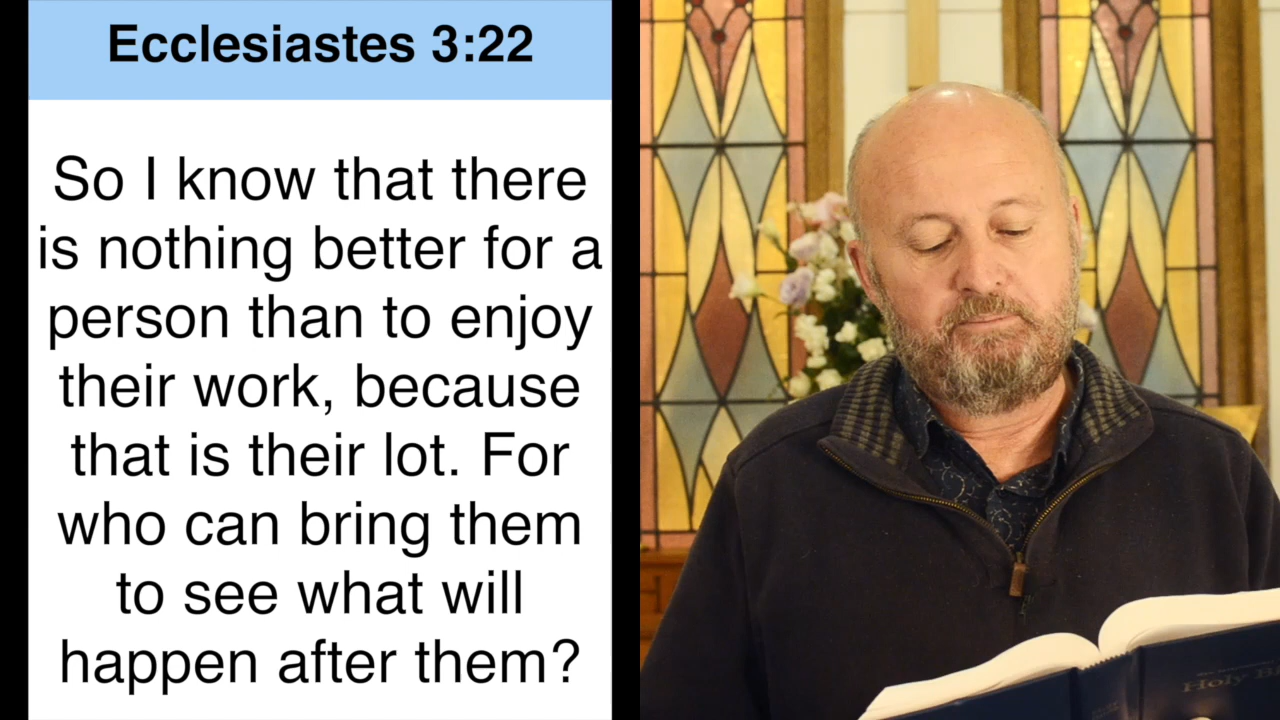 Ecclesiastes 3:22
So I know that there
is nothing better for a
person than to enjoy
their work, because
that is their lot. For
who can bring them
to see what will
happen after them?
Holy